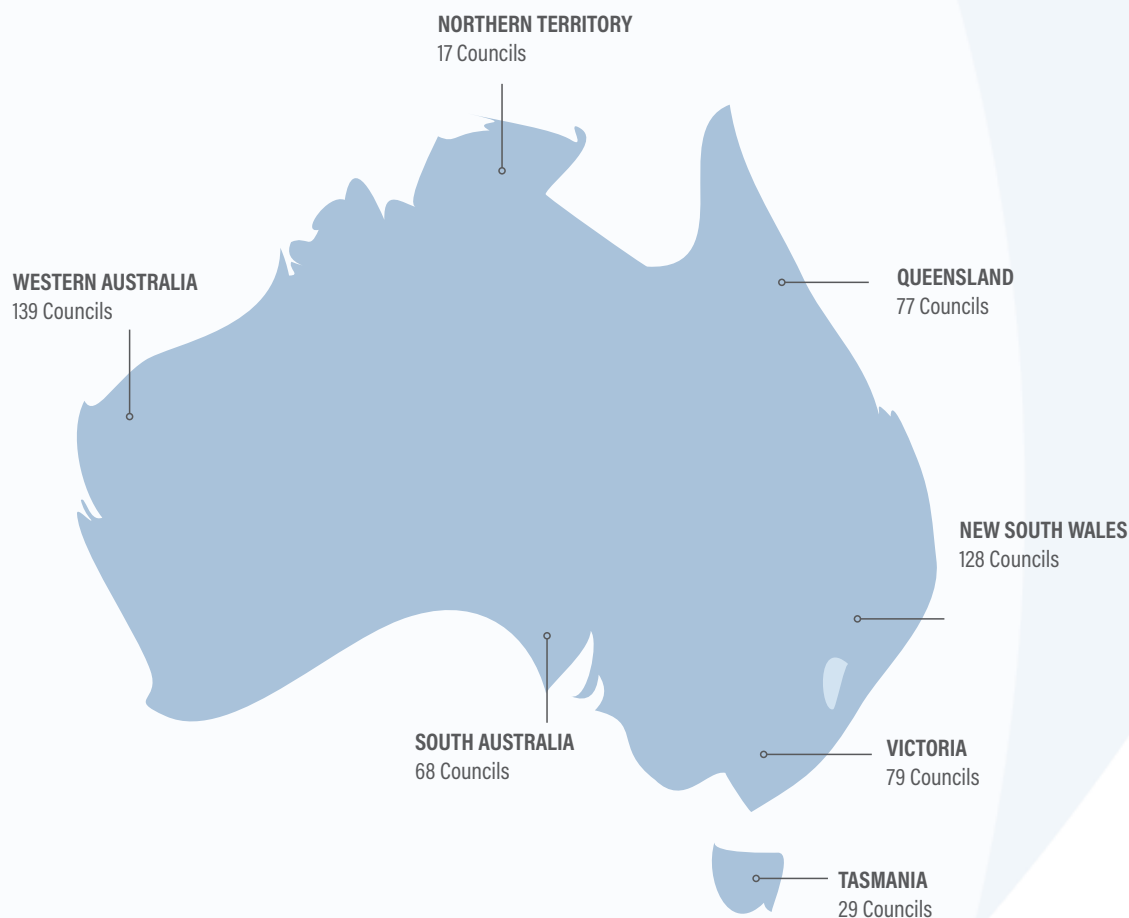 NORTHERN TERRITORY
17 Councils
WESTERN AUSTRALIA
139 Councils
QUEENSLAND
77 Councils
NEW SOUTH WALES
128 Councils
SOUTH AUSTRALIA
68 Councils
VICTORIA
79 Councils
TASMANIA
29 Councils